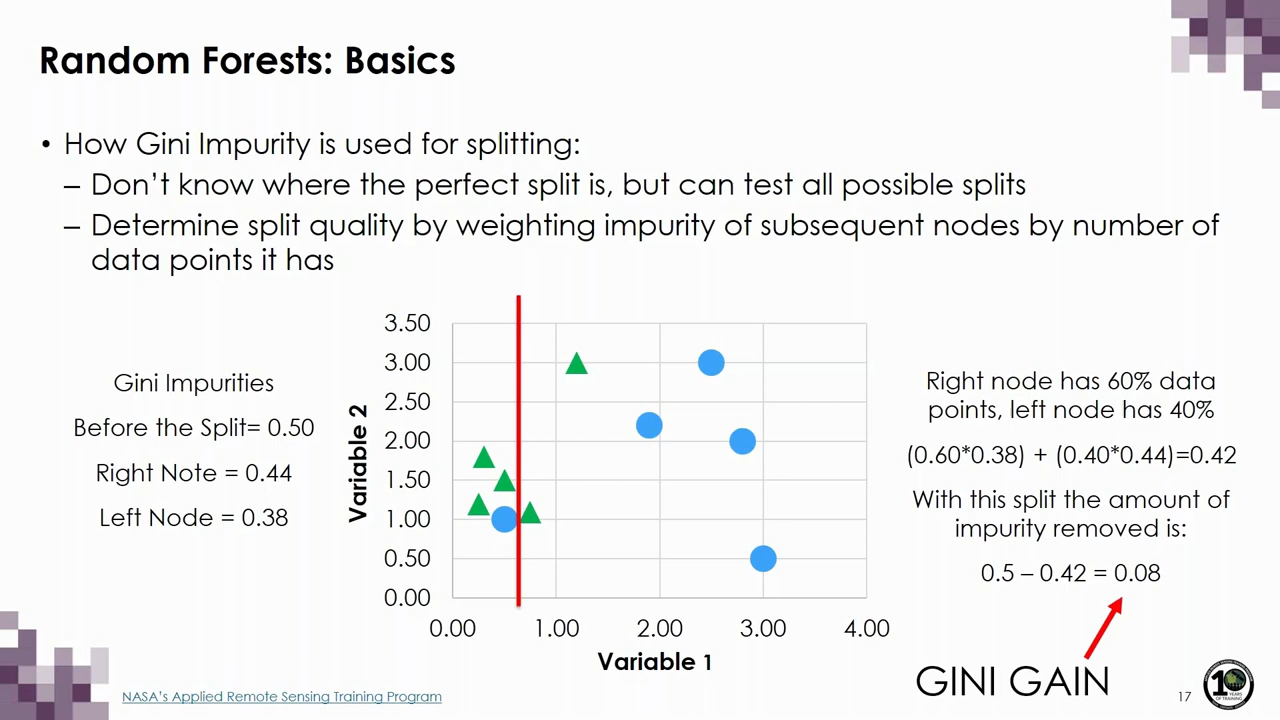 Random Forests: Basics
• How Gini Impurity is used for splitting:
– Don't know where the perfect split is, but can test all possible splits
– Determine split quality by weighting impurity of subsequent nodes by number of
data points it has
Gini Impurities
Before the Split= 0.50
Right Note = 0.44
Left Node = 0.38
Variable 2
3.50
3.00
2.50
2.00
1.50
1.00
0.50
0.00
0.00 1.00 2.00 3.00 4.00
Variable 1
Right node has 60% data
points, left node has 40%
(0.60*0.38) + (0.40*0.44)=0.42
With this split the amount of
impurity removed is:
0.5 – 0.42 = 0.08
GINI GAIN
NASA's Applied Remote Sensing Training Program
17
10
YEARS
OF TRAINING